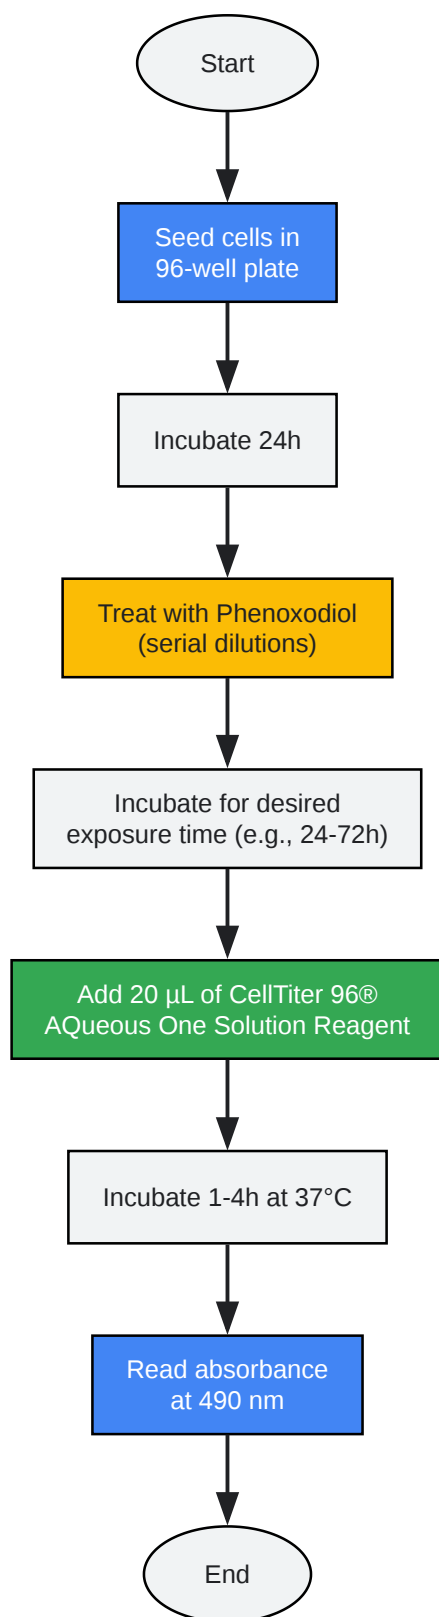 Start
Seed cells in
96-well plate
Incubate 24h
Treat with Phenoxodiol
(serial dilutions)
Incubate for desired
exposure time (e.g., 24-72h)
Add 20 µL of CellTiter 96®
AQueous One Solution Reagent
Incubate 1-4h at 37°C
Read absorbance
at 490 nm
End